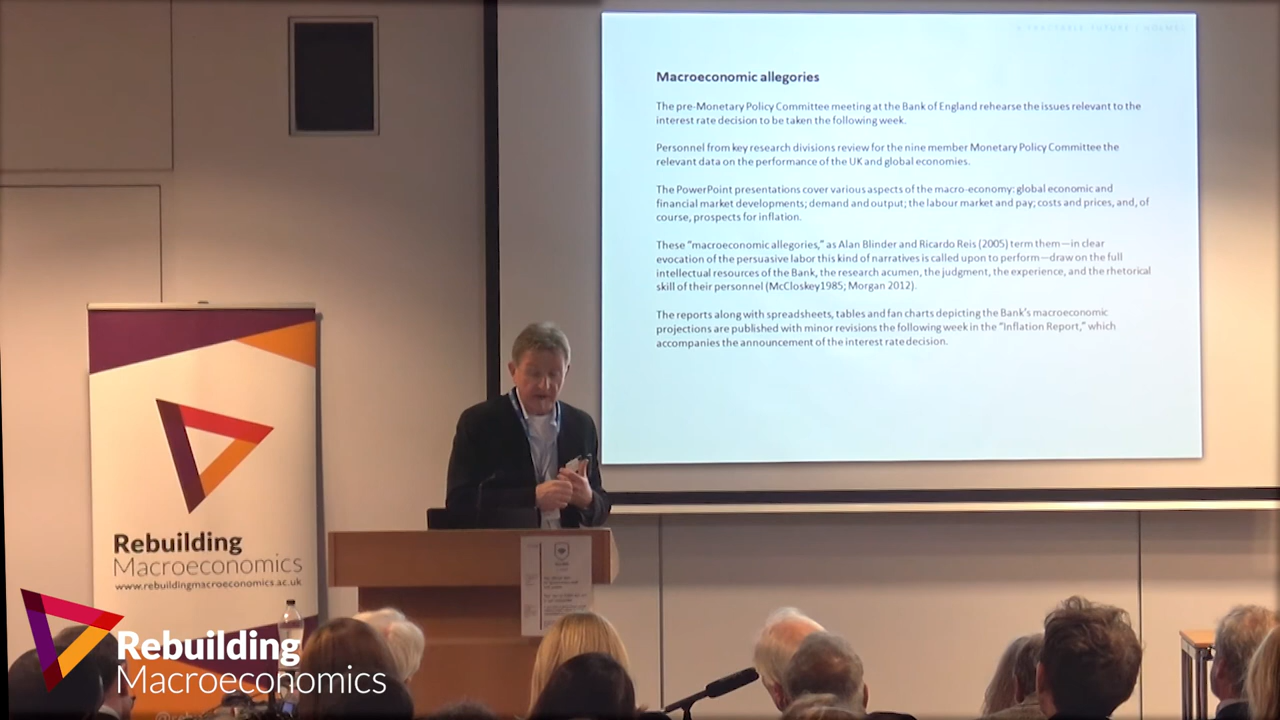 A TRACTABLE FUTURE | HOLMES
Macroeconomic allegories
The pre-Monetary Policy Committee meeting at the Bank of England rehearse the issues relevant to the
interest rate decision to be taken the following week.
Personnel from key research divisions review for the nine member Monetary Policy Committee the
relevant data on the performance of the UK and global economies.
The PowerPoint presentations cover various aspects of the macro-economy: global economic and
financial market developments; demand and output; the labour market and pay; costs and prices, and, of
course, prospects for inflation.
These “macroeconomic allegories,” as Alan Blinder and Ricardo Reis (2005) term them—in clear
evocation of the persuasive labor this kind of narratives is called upon to perform—draw on the full
intellectual resources of the Bank, the research acumen, the judgment, the experience, and the rhetorical
skill of their personnel (McCloskey1985; Morgan 2012).
The reports along with spreadsheets, tables and fan charts depicting the Bank’s macroeconomic
projections are published with minor revisions the following week in the “Inflation Report,” which
accompanies the announcement of the interest rate decision.
Rebuilding
Macroeconomics
www.rebuildingmacroeconomics.ac.uk
Rebuilding
Macroeconomics